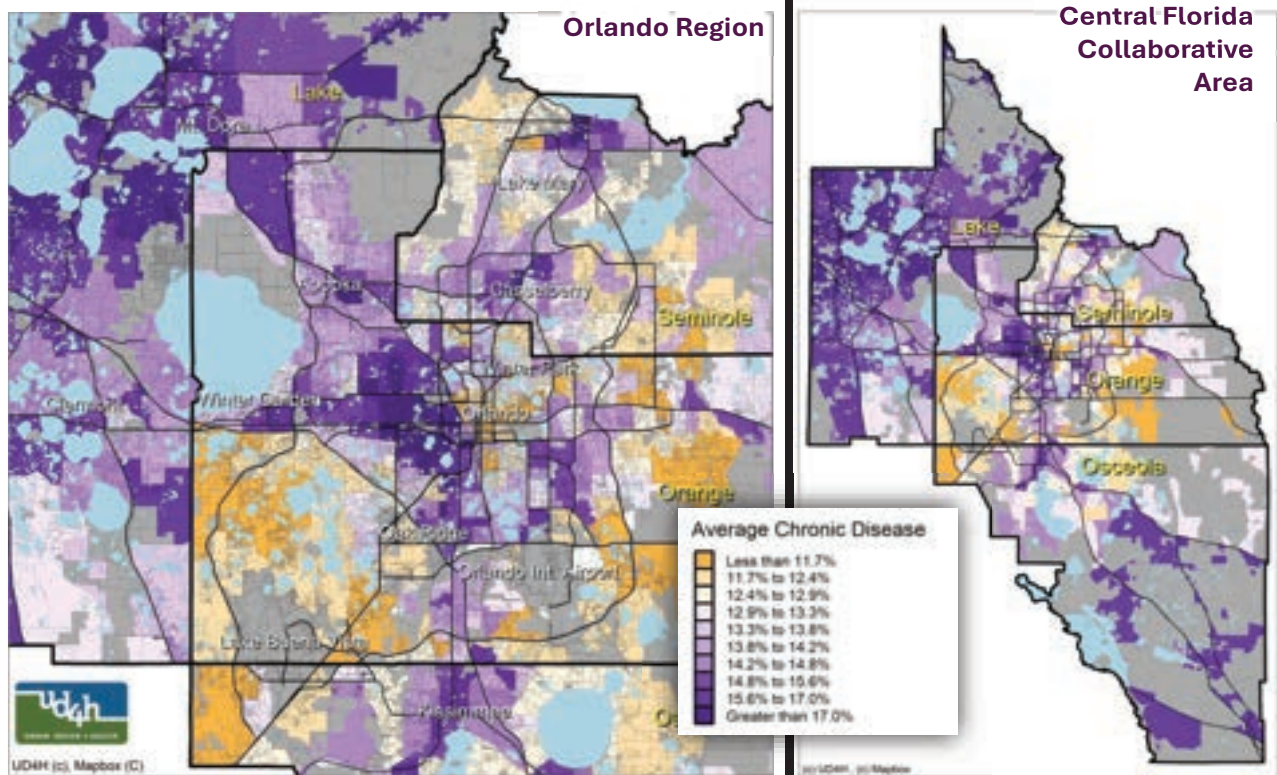 Orlando Region
Lake
Mt. Dora
Lake Mary
Apopka
Casselberry
Seminole
Winter Park
Clermont
Winter Garden
Orlando
Orange
Orlando Int. Airport
Lake Buena Vista
Kissimmee
ud4h
UD4H (c), Mapbox (C)
Central Florida
Collaborative
Area
Lake
Seminole
Orange
Osceola
Average Chronic Disease
Less than 11.7%
11.7% to 12.4%
12.4% to 12.9%
12.9% to 13.3%
13.3% to 13.8%
13.8% to 14.2%
14.2% to 14.8%
14.8% to 15.6%
15.6% to 17.0%
Greater than 17.0%
(c) UD4H, (c) Mapbox